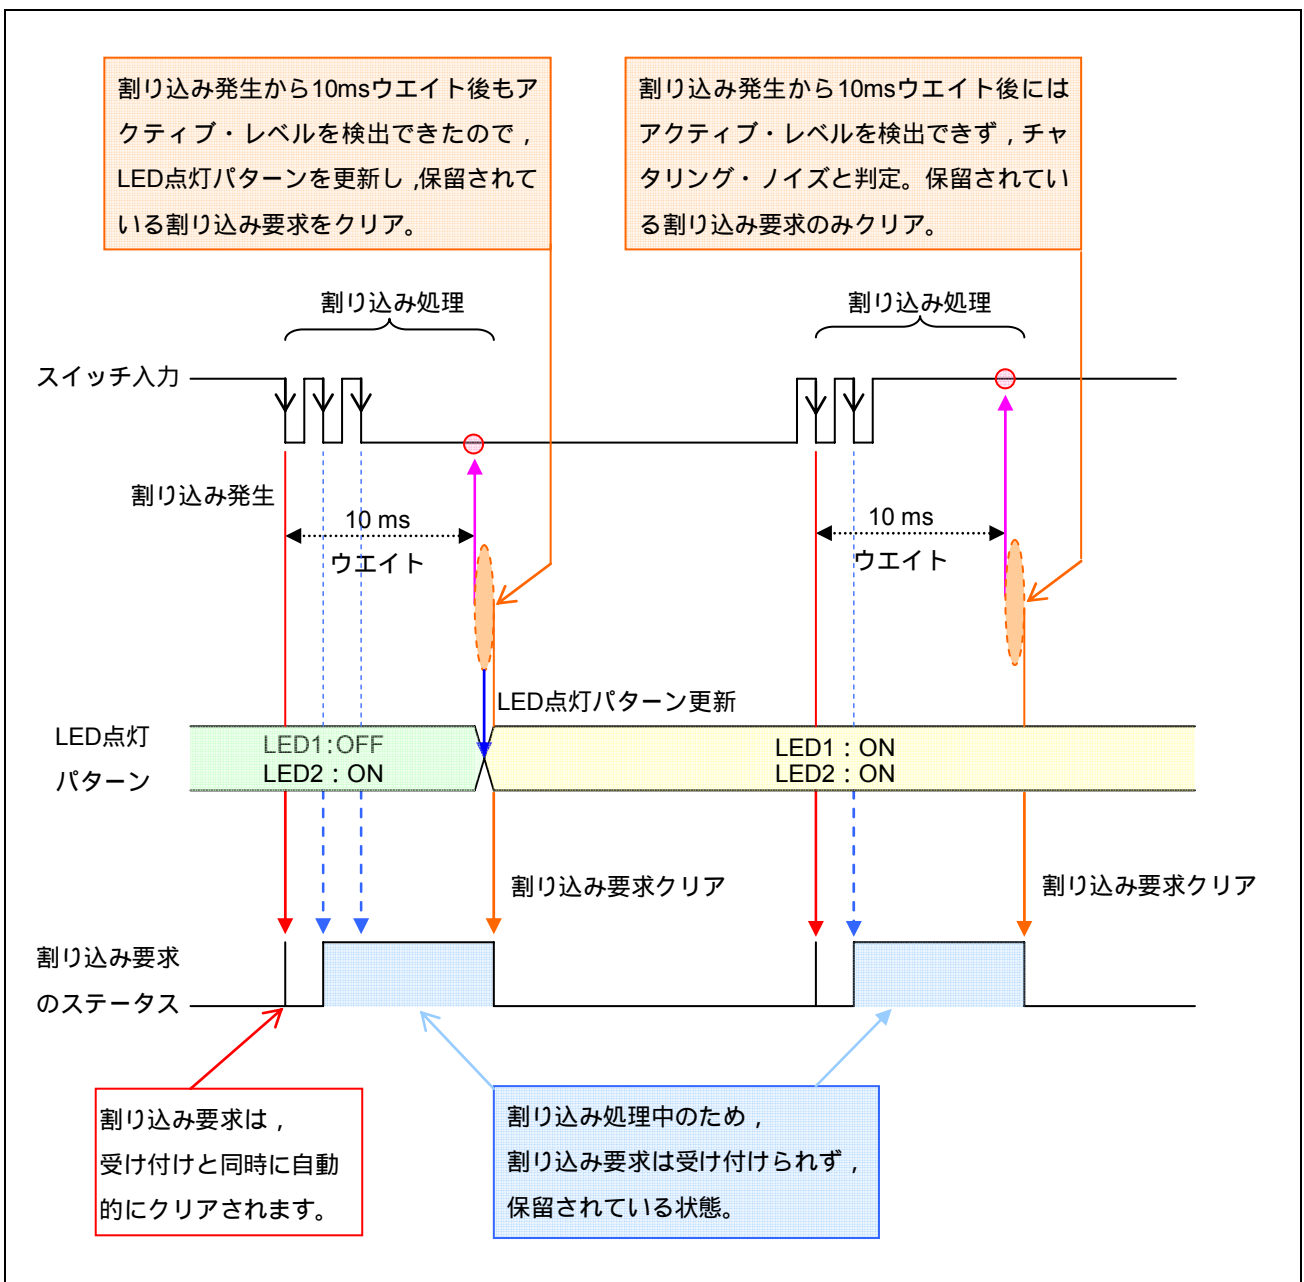 割り込み発生から10msウエイト後もア
クティブ・レベルを検出できたので，
LED点灯パターンを更新し，保留されて
いる割り込み要求をクリア。
割り込み発生から10msウエイト後には
アクティブ・レベルを検出できず，チャ
タリング・ノイズと判定。保留されてい
る割り込み要求のみクリア。
割り込み処理
割り込み処理
スイッチ入力
割り込み発生
10 ms
ウエイト
10 ms
ウエイト
LED点灯パターン更新
LED点灯
パターン
LED1：OFF
LED2：ON
LED1：ON
LED2：ON
割り込み要求クリア
割り込み要求クリア
割り込み要求
のステータス
割り込み要求は，
受け付けと同時に自動
的にクリアされます。
割り込み処理中のため，
割り込み要求は受け付けられず，
保留されている状態。